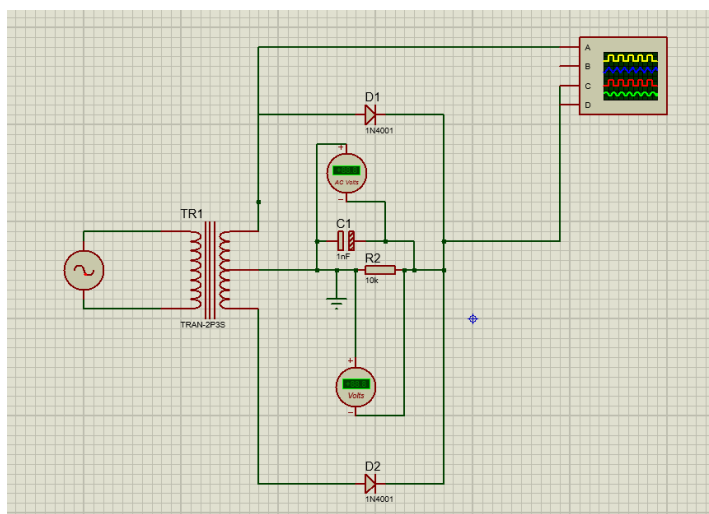 A
B
C
D
D1
1N4001
+
AC Volts
−
TR1
C1
1nF
R2
10k
TRAN-2P3S
+
Volts
−
D2
1N4001